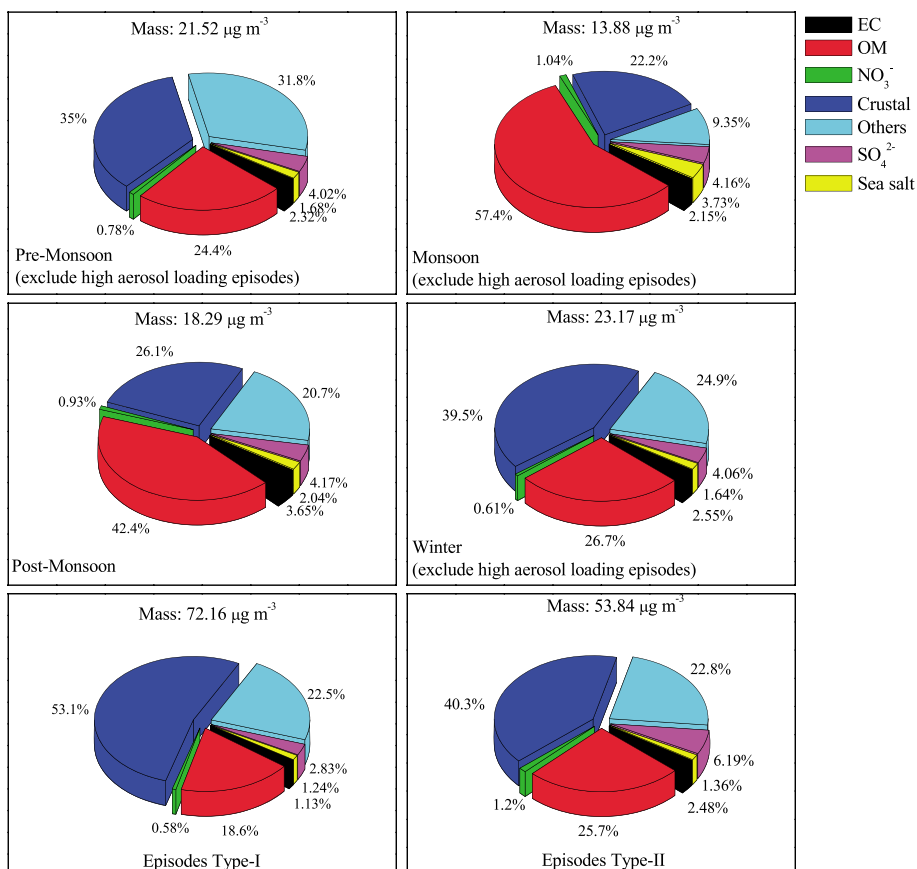 Mass: 21.52 μg m⁻³
31.8%
35%
4.02%
1.68%
2.32%
0.78%
24.4%
Pre-Monsoon
(exclude high aerosol loading episodes)
Mass: 13.88 μg m⁻³
1.04%
22.2%
9.35%
4.16%
3.73%
2.15%
57.4%
Monsoon
(exclude high aerosol loading episodes)
EC
OM
NO₃⁻
Crustal
Others
SO₄²⁻
Sea salt
Mass: 18.29 μg m⁻³
26.1%
20.7%
0.93%
4.17%
2.04%
3.65%
42.4%
Post-Monsoon
Mass: 23.17 μg m⁻³
24.9%
39.5%
4.06%
1.64%
2.55%
0.61%
26.7%
Winter
(exclude high aerosol loading episodes)
Mass: 72.16 μg m⁻³
53.1%
22.5%
2.83%
1.24%
1.13%
0.58%
18.6%
Episodes Type-I
Mass: 53.84 μg m⁻³
22.8%
40.3%
6.19%
1.36%
2.48%
1.2%
25.7%
Episodes Type-II